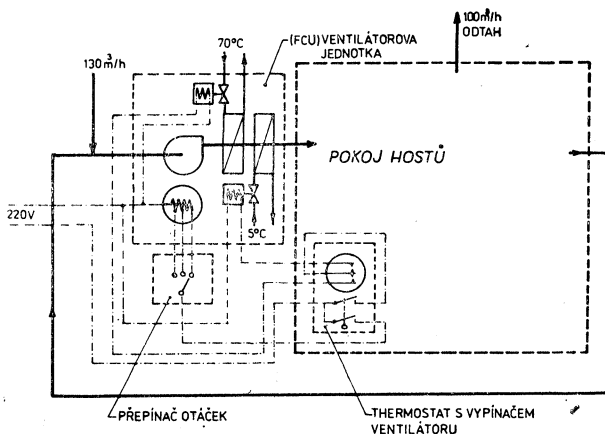 100m³/h
ODTAH
130m³/h
70°C
(FCU)VENTILÁTOROVA
JEDNOTKA
POKOJ HOSTŮ
220V
5°C
PŘEPÍNAČ OTÁČEK
THERMOSTAT S VYPÍNAČEM
VENTILÁTORU